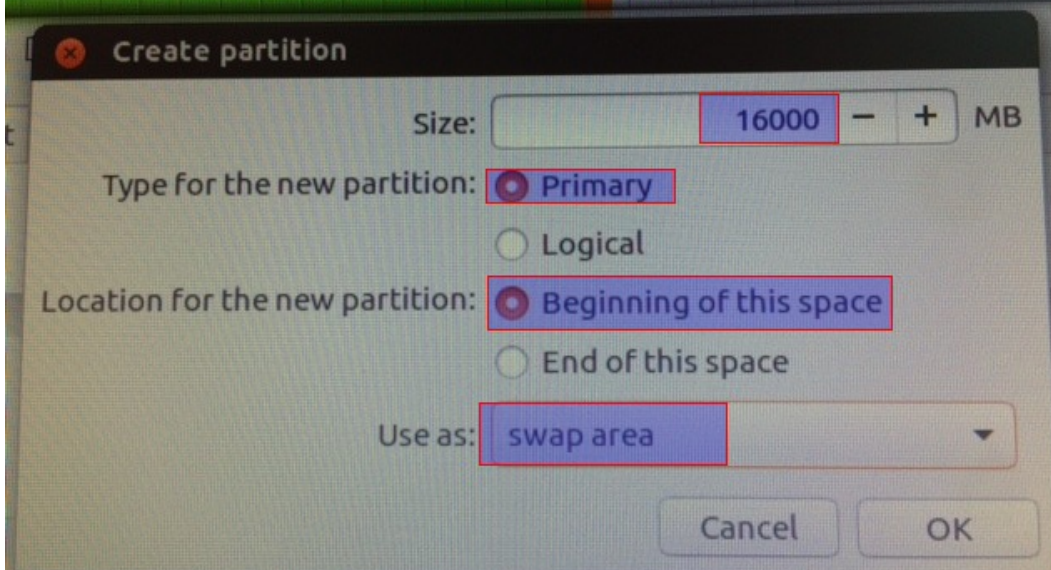 Create partition
Size: 16000 − + MB
Type for the new partition: Primary
Logical
Location for the new partition: Beginning of this space
End of this space
Use as: swap area
Cancel OK